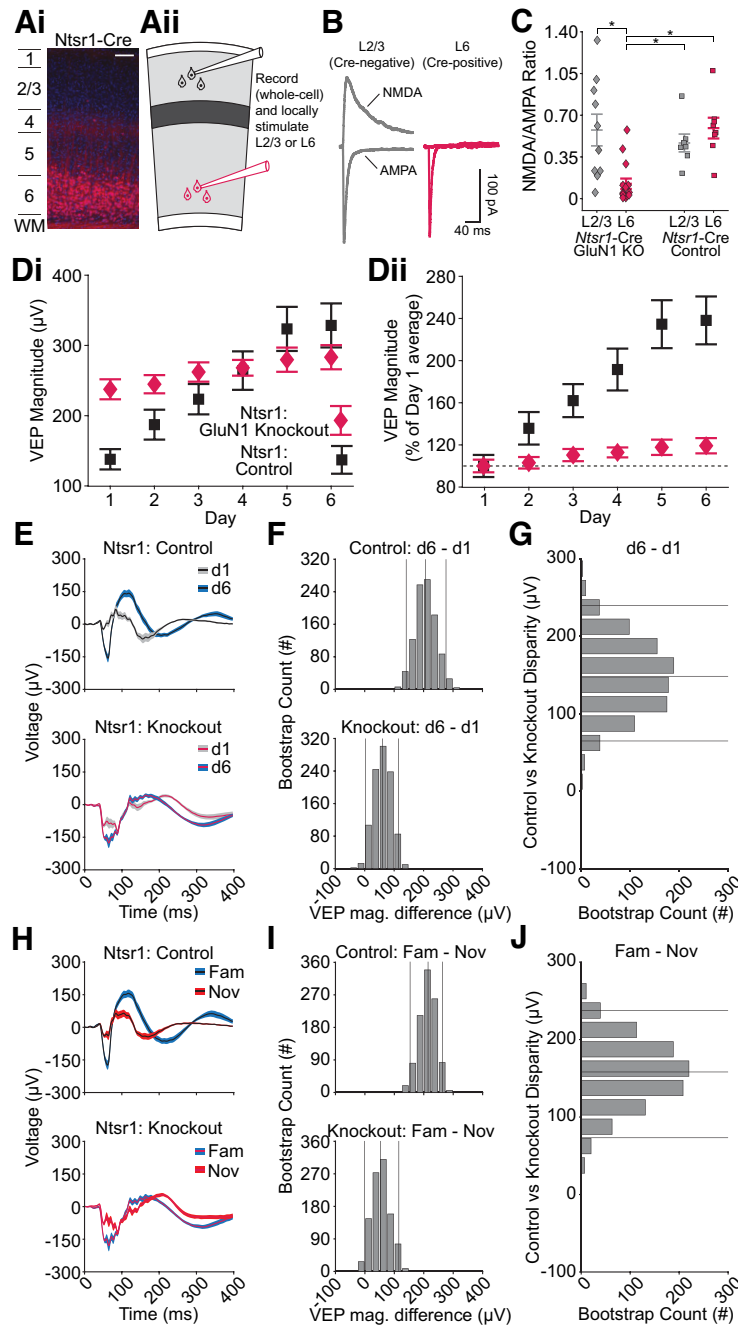 Ai
Ntsr1-Cre
1
2/3
4
5
6
WM
Aii
Record
(whole-cell)
and locally
stimulate
L2/3 or L6
B
L2/3
(Cre-negative)
L6
(Cre-positive)
NMDA
AMPA
100 pA
40 ms
C
NMDA/AMPA Ratio
1.05
0.70
0.35
0
*
*
*
L2/3 L6
Ntsr1-Cre
GluN1 KO
L2/3 L6
Ntsr1-Cre
Control
Di
VEP Magnitude (µV)
400
300
200
100
Ntsr1:
GluN1 Knockout
Ntsr1:
Control
1 2 3 4 5 6
Day
Dii
VEP Magnitude
(% of Day 1 average)
280
240
200
160
120
80
1 2 3 4 5 6
Day
E
Ntsr1: Control
300
150
0
-150
-300
d1
d6
Voltage (µV)
Ntsr1: Knockout
300
150
0
-150
-300
d1
d6
0 100 200 300 400
Time (ms)
F
Control: d6 - d1
320
240
160
80
0
Bootstrap Count (#)
Knockout: d6 - d1
320
240
160
80
0
-100 0 100 200 300 400
VEP mag. difference (µV)
G
d6 - d1
Control vs Knockout Disparity (µV)
300
200
100
0
-100
0 100 200 300
Bootstrap Count (#)
H
Ntsr1: Control
300
150
0
-150
-300
Fam
Nov
Voltage (µV)
Ntsr1: Knockout
300
150
0
-150
-300
Fam
Nov
0 100 200 300 400
Time (ms)
I
Control: Fam - Nov
360
270
180
90
0
Bootstrap Count (#)
Knockout: Fam - Nov
360
270
180
90
0
-100 0 100 200 300 400
VEP mag. difference (µV)
J
Fam - Nov
Control vs Knockout Disparity (µV)
300
200
100
0
-100
0 100 200 300
Bootstrap Count (#)